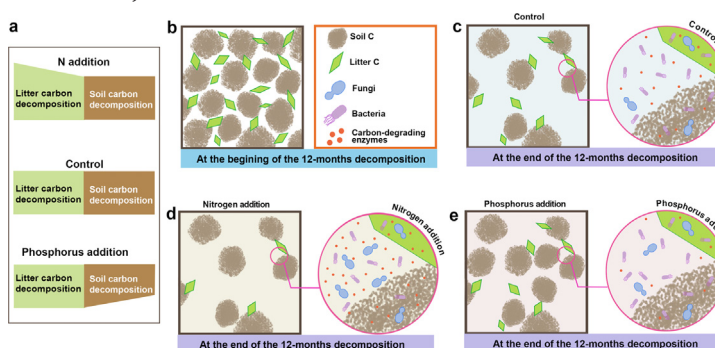 a
N addition
Litter carbon
decomposition
Soil carbon
decomposition
Control
Litter carbon
decomposition
Soil carbon
decomposition
Phosphorus addition
Litter carbon
decomposition
Soil carbon
decomposition
b
Soil C
Litter C
Fungi
Bacteria
Carbon-degrading
enzymes
At the begining of the 12-months decomposition
c
Control
Control
At the end of the 12-months decomposition
d
Nitrogen addition
Nitrogen addition
At the end of the 12-months decomposition
e
Phosphorus addition
Phosphorus add
At the end of the 12-months decomposition